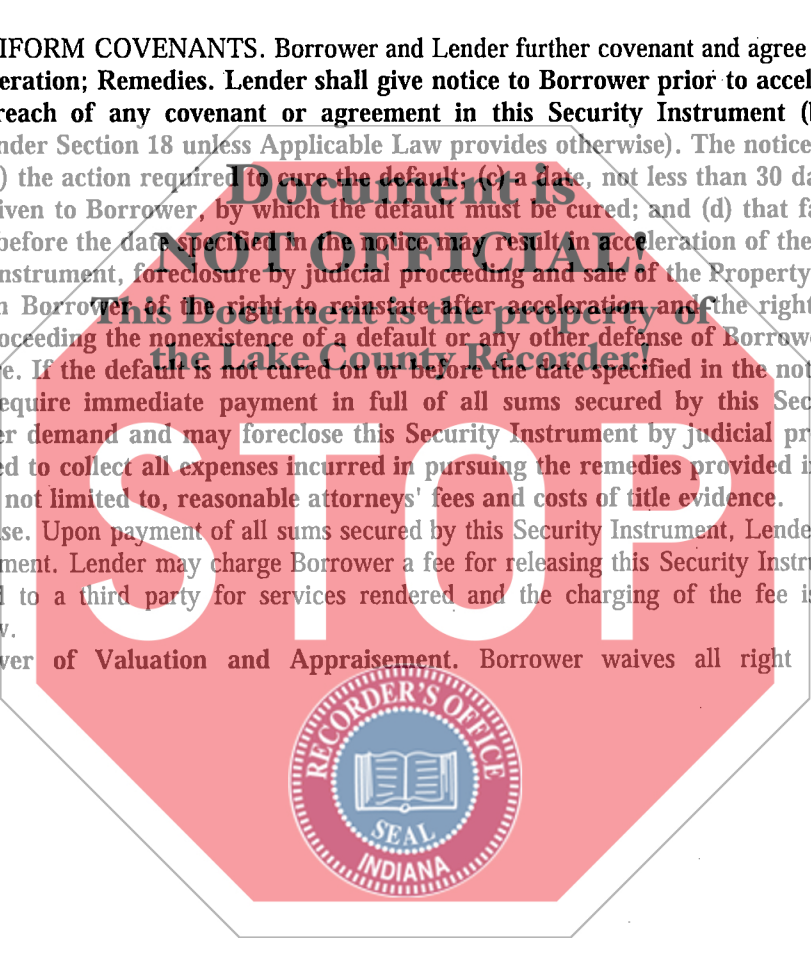 IFORM COVENANTS. Borrower and Lender further covenant and agree
eration; Remedies. Lender shall give notice to Borrower prior to accel
reach of any covenant or agreement in this Security Instrument (
nder Section 18 unless Applicable Law provides otherwise). The notice
) the action required to cure the default; (c) a date, not less than 30 da
Document is
iven to Borrower, by which the default must be cured; and (d) that fa
before the date specified in the notice may result in acceleration of the
NOT OFFICIAL!
nstrument, foreclosure by judicial proceeding and sale of the Property
n Borrower of the right to reinstate after acceleration and the right
This Document is the property of
oceeding the nonexistence of a default or any other defense of Borrowe
the Lake County Recorder!
e. If the default is not cured on or before the date specified in the not
equire immediate payment in full of all sums secured by this Sec
er demand and may foreclose this Security Instrument by judicial pr
ed to collect all expenses incurred in pursuing the remedies provided i
not limited to, reasonable attorneys' fees and costs of title evidence.
STOP
se. Upon payment of all sums secured by this Security Instrument, Lende
ment. Lender may charge Borrower a fee for releasing this Security Instr
d to a third party for services rendered and the charging of the fee i
v.
ver of Valuation and Appraisement. Borrower waives all right
RECORDER'S OFFICE
SEAL
INDIANA